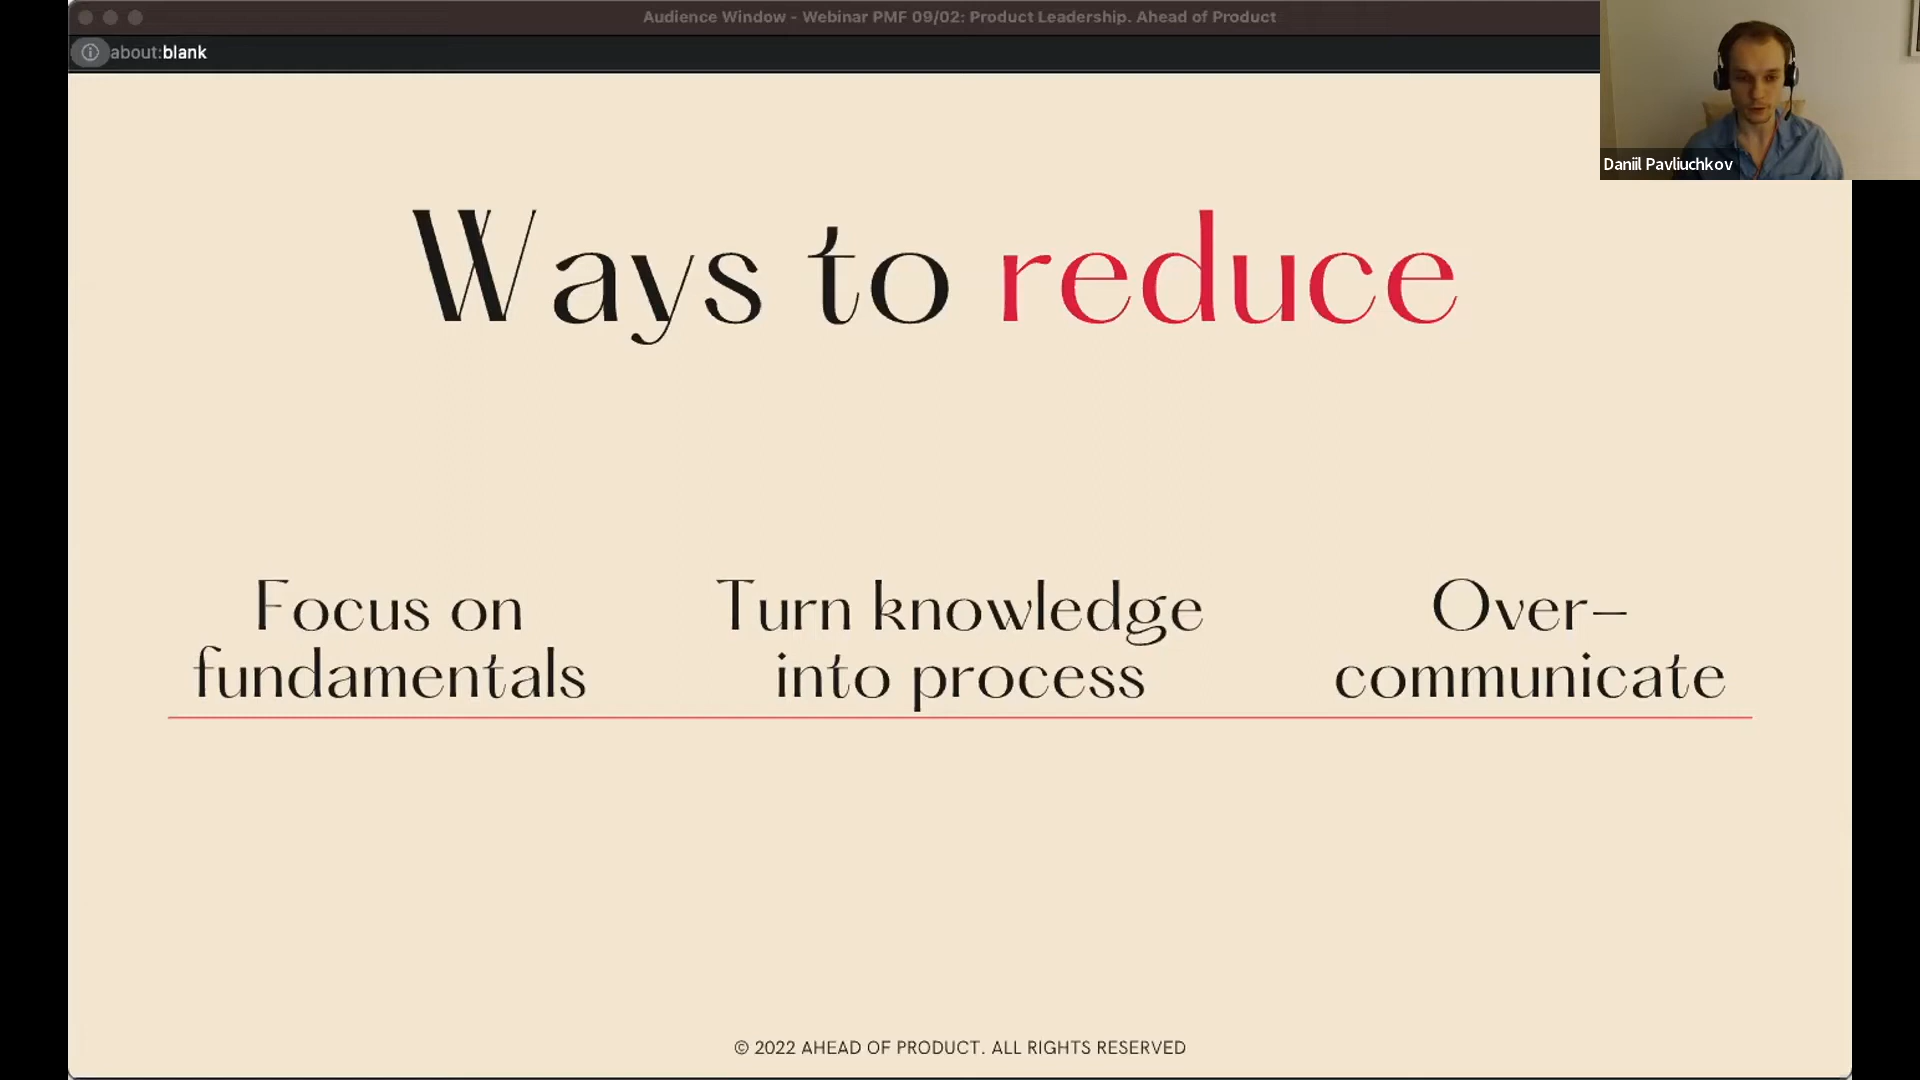 Audience Window - Webinar PMF 09/02: Product Leadership. Ahead of Product
about:blank
Daniil Pavliuchkov
Ways to reduce
Focus on
fundamentals
Turn knowledge
into process
Over-
communicate
© 2022 AHEAD OF PRODUCT. ALL RIGHTS RESERVED